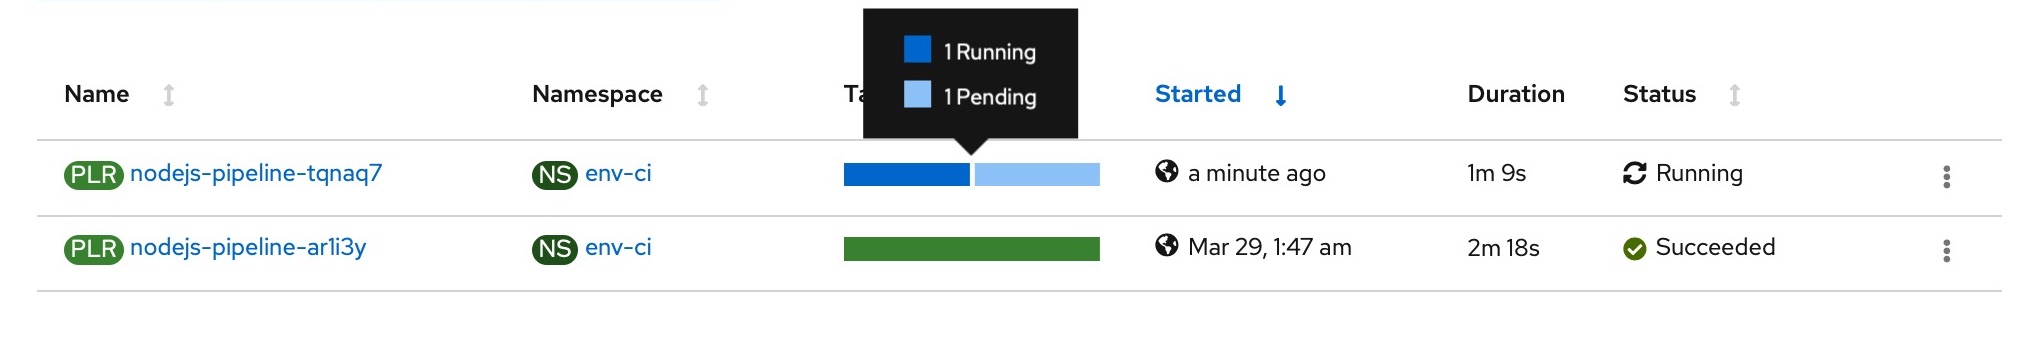 1 Running
1 Pending
Name Namespace Started Duration Status
PLR nodejs-pipeline-tqnaq7 NS env-ci a minute ago 1m 9s Running
PLR nodejs-pipeline-ar1i3y NS env-ci Mar 29, 1:47 am 2m 18s Succeeded